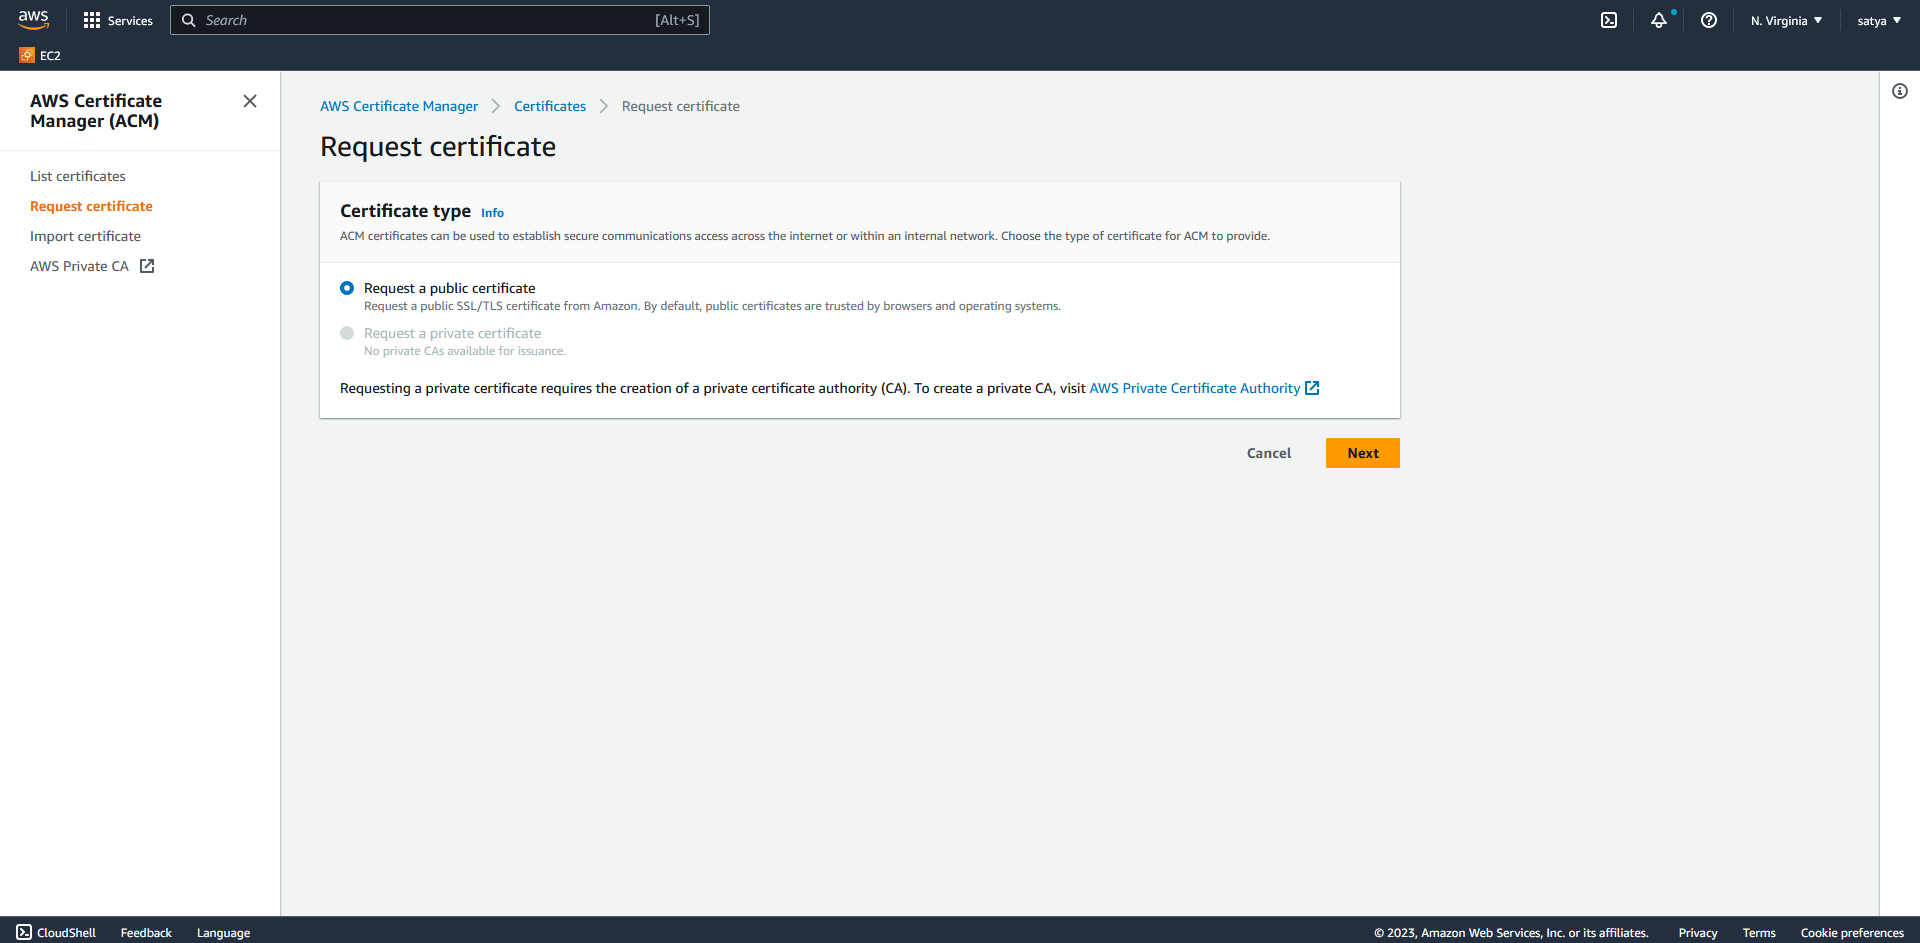 aws
Services
Search
[Alt+S]
N. Virginia
satya
EC2
AWS Certificate
Manager (ACM)
List certificates
Request certificate
Import certificate
AWS Private CA
AWS Certificate Manager
Certificates
Request certificate
Request certificate
Certificate type Info
ACM certificates can be used to establish secure communications access across the internet or within an internal network. Choose the type of certificate for ACM to provide.
Request a public certificate
Request a public SSL/TLS certificate from Amazon. By default, public certificates are trusted by browsers and operating systems.
Request a private certificate
No private CAs available for issuance.
Requesting a private certificate requires the creation of a private certificate authority (CA). To create a private CA, visit AWS Private Certificate Authority
Cancel
Next
CloudShell
Feedback
Language
© 2023, Amazon Web Services, Inc. or its affiliates.
Privacy
Terms
Cookie preferences